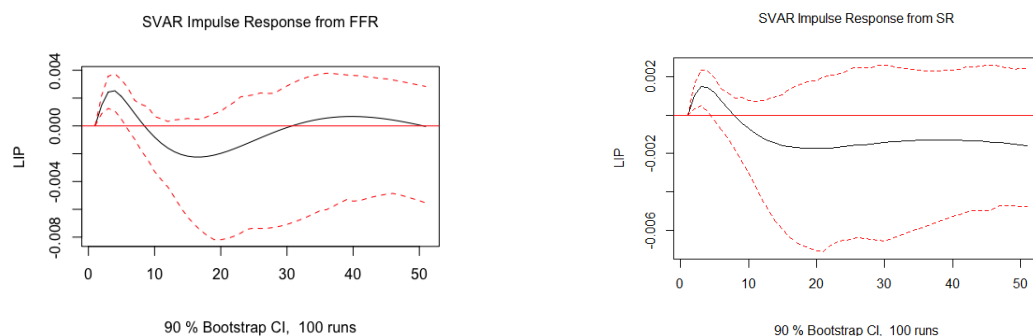 SVAR Impulse Response from FFR
LIP
0.004
0.000
-0.004
-0.008
0 10 20 30 40 50
90 % Bootstrap CI, 100 runs
SVAR Impulse Response from SR
LIP
0.002
-0.002
-0.006
0 10 20 30 40 50
90 % Bootstrap CI, 100 runs